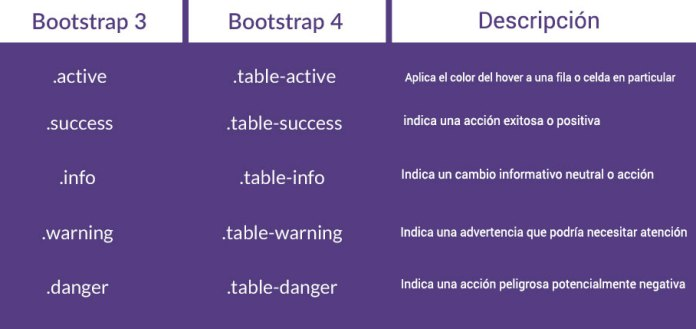 Bootstrap 3 Bootstrap 4 Descripción
.active .table-active Aplica el color del hover a una fila o celda en particular
.success .table-success indica una acción exitosa o positiva
.info .table-info Indica un cambio informativo neutral o acción
.warning .table-warning Indica una advertencia que podría necesitar atención
.danger .table-danger Indica una acción peligrosa potencialmente negativa